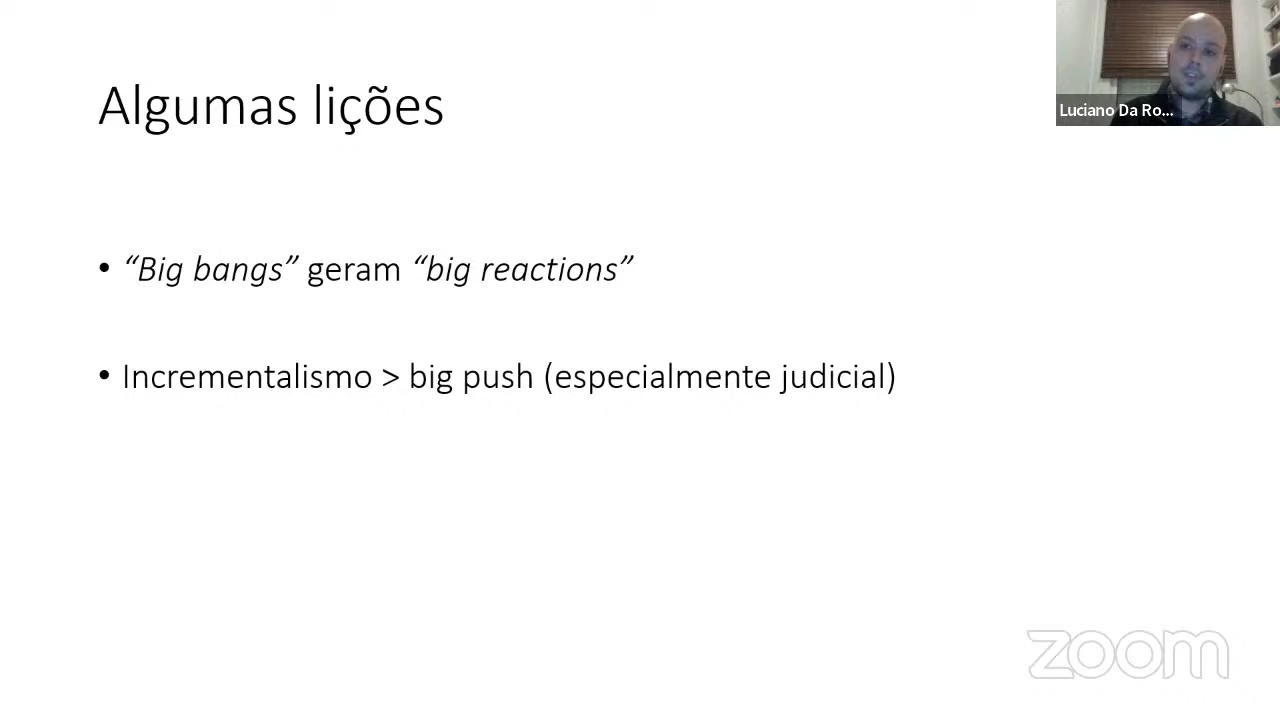 Algumas lições
Luciano Da Ro...
• “Big bangs” geram “big reactions”
• Incrementalismo > big push (especialmente judicial)
zoom